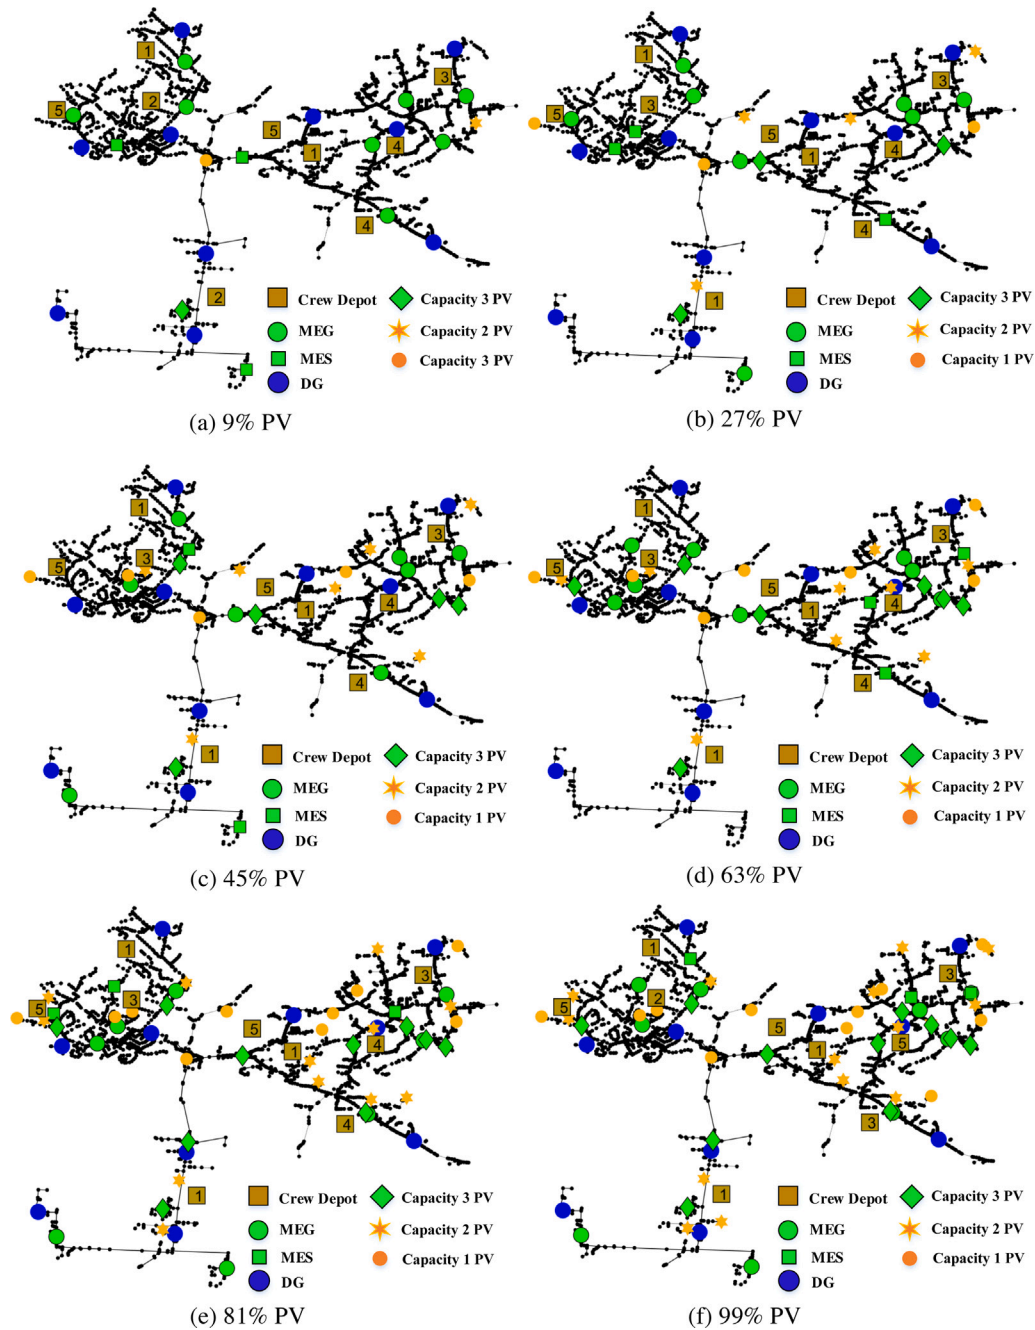 1
3
5
2
5
1
4
4
2
Crew Depot
Capacity 3 PV
MEG
Capacity 2 PV
MES
Capacity 3 PV
DG
(a) 9% PV
1
3
5
3
5
1
4
4
1
Crew Depot
Capacity 3 PV
MEG
Capacity 2 PV
MES
Capacity 1 PV
DG
(b) 27% PV
1
3
5
3
5
1
4
4
1
Crew Depot
Capacity 3 PV
MEG
Capacity 2 PV
MES
Capacity 1 PV
DG
(c) 45% PV
1
3
5
3
5
1
4
4
1
Crew Depot
Capacity 3 PV
MEG
Capacity 2 PV
MES
Capacity 1 PV
DG
(d) 63% PV
1
3
5
3
5
1
4
4
1
Crew Depot
Capacity 3 PV
MEG
Capacity 2 PV
MES
Capacity 1 PV
DG
(e) 81% PV
1
3
5
2
5
1
5
3
1
Crew Depot
Capacity 3 PV
MEG
Capacity 2 PV
MES
Capacity 1 PV
DG
(f) 99% PV